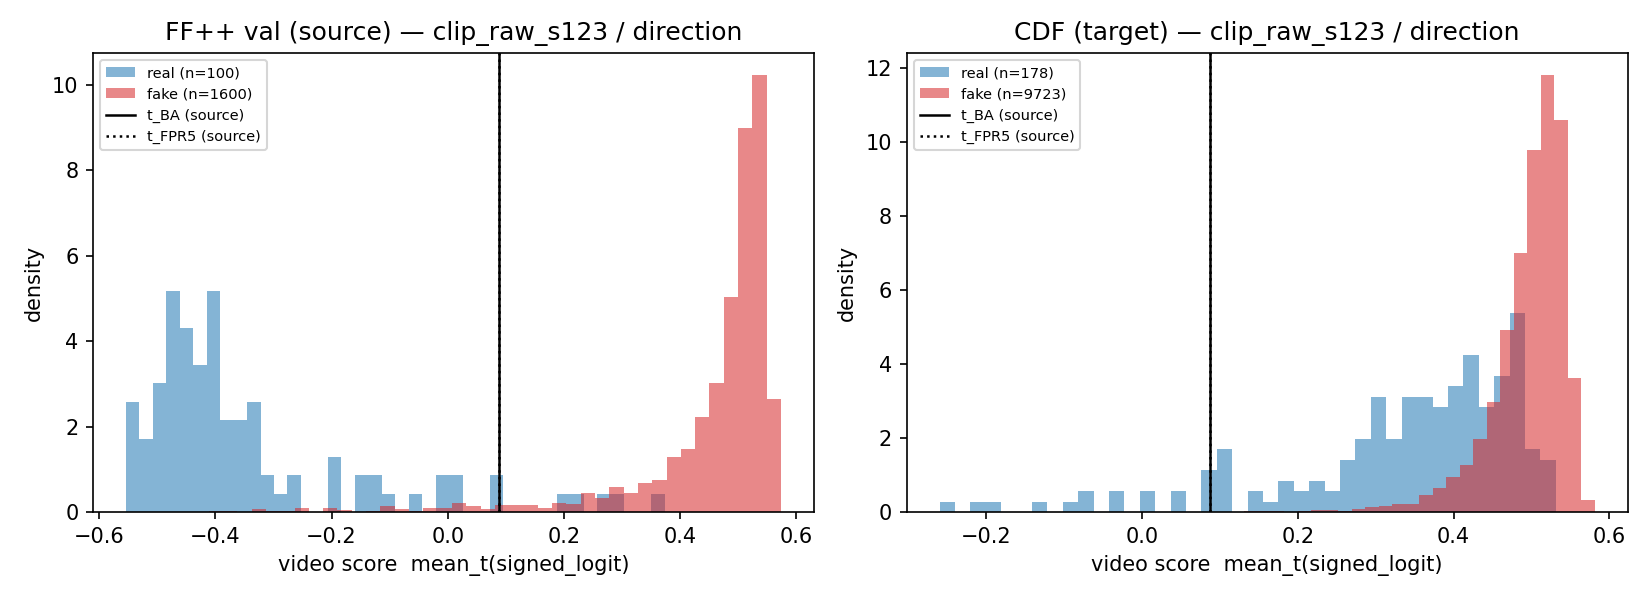 FF++ val (source) — clip_raw_s123 / direction
real (n=100)
fake (n=1600)
t_BA (source)
t_FPR5 (source)
10
8
6
4
2
0
density
−0.6
−0.4
−0.2
0.0
0.2
0.4
0.6
video score  mean_t(signed_logit)
CDF (target) — clip_raw_s123 / direction
real (n=178)
fake (n=9723)
t_BA (source)
t_FPR5 (source)
12
10
8
6
4
2
0
density
−0.2
0.0
0.2
0.4
0.6
video score  mean_t(signed_logit)